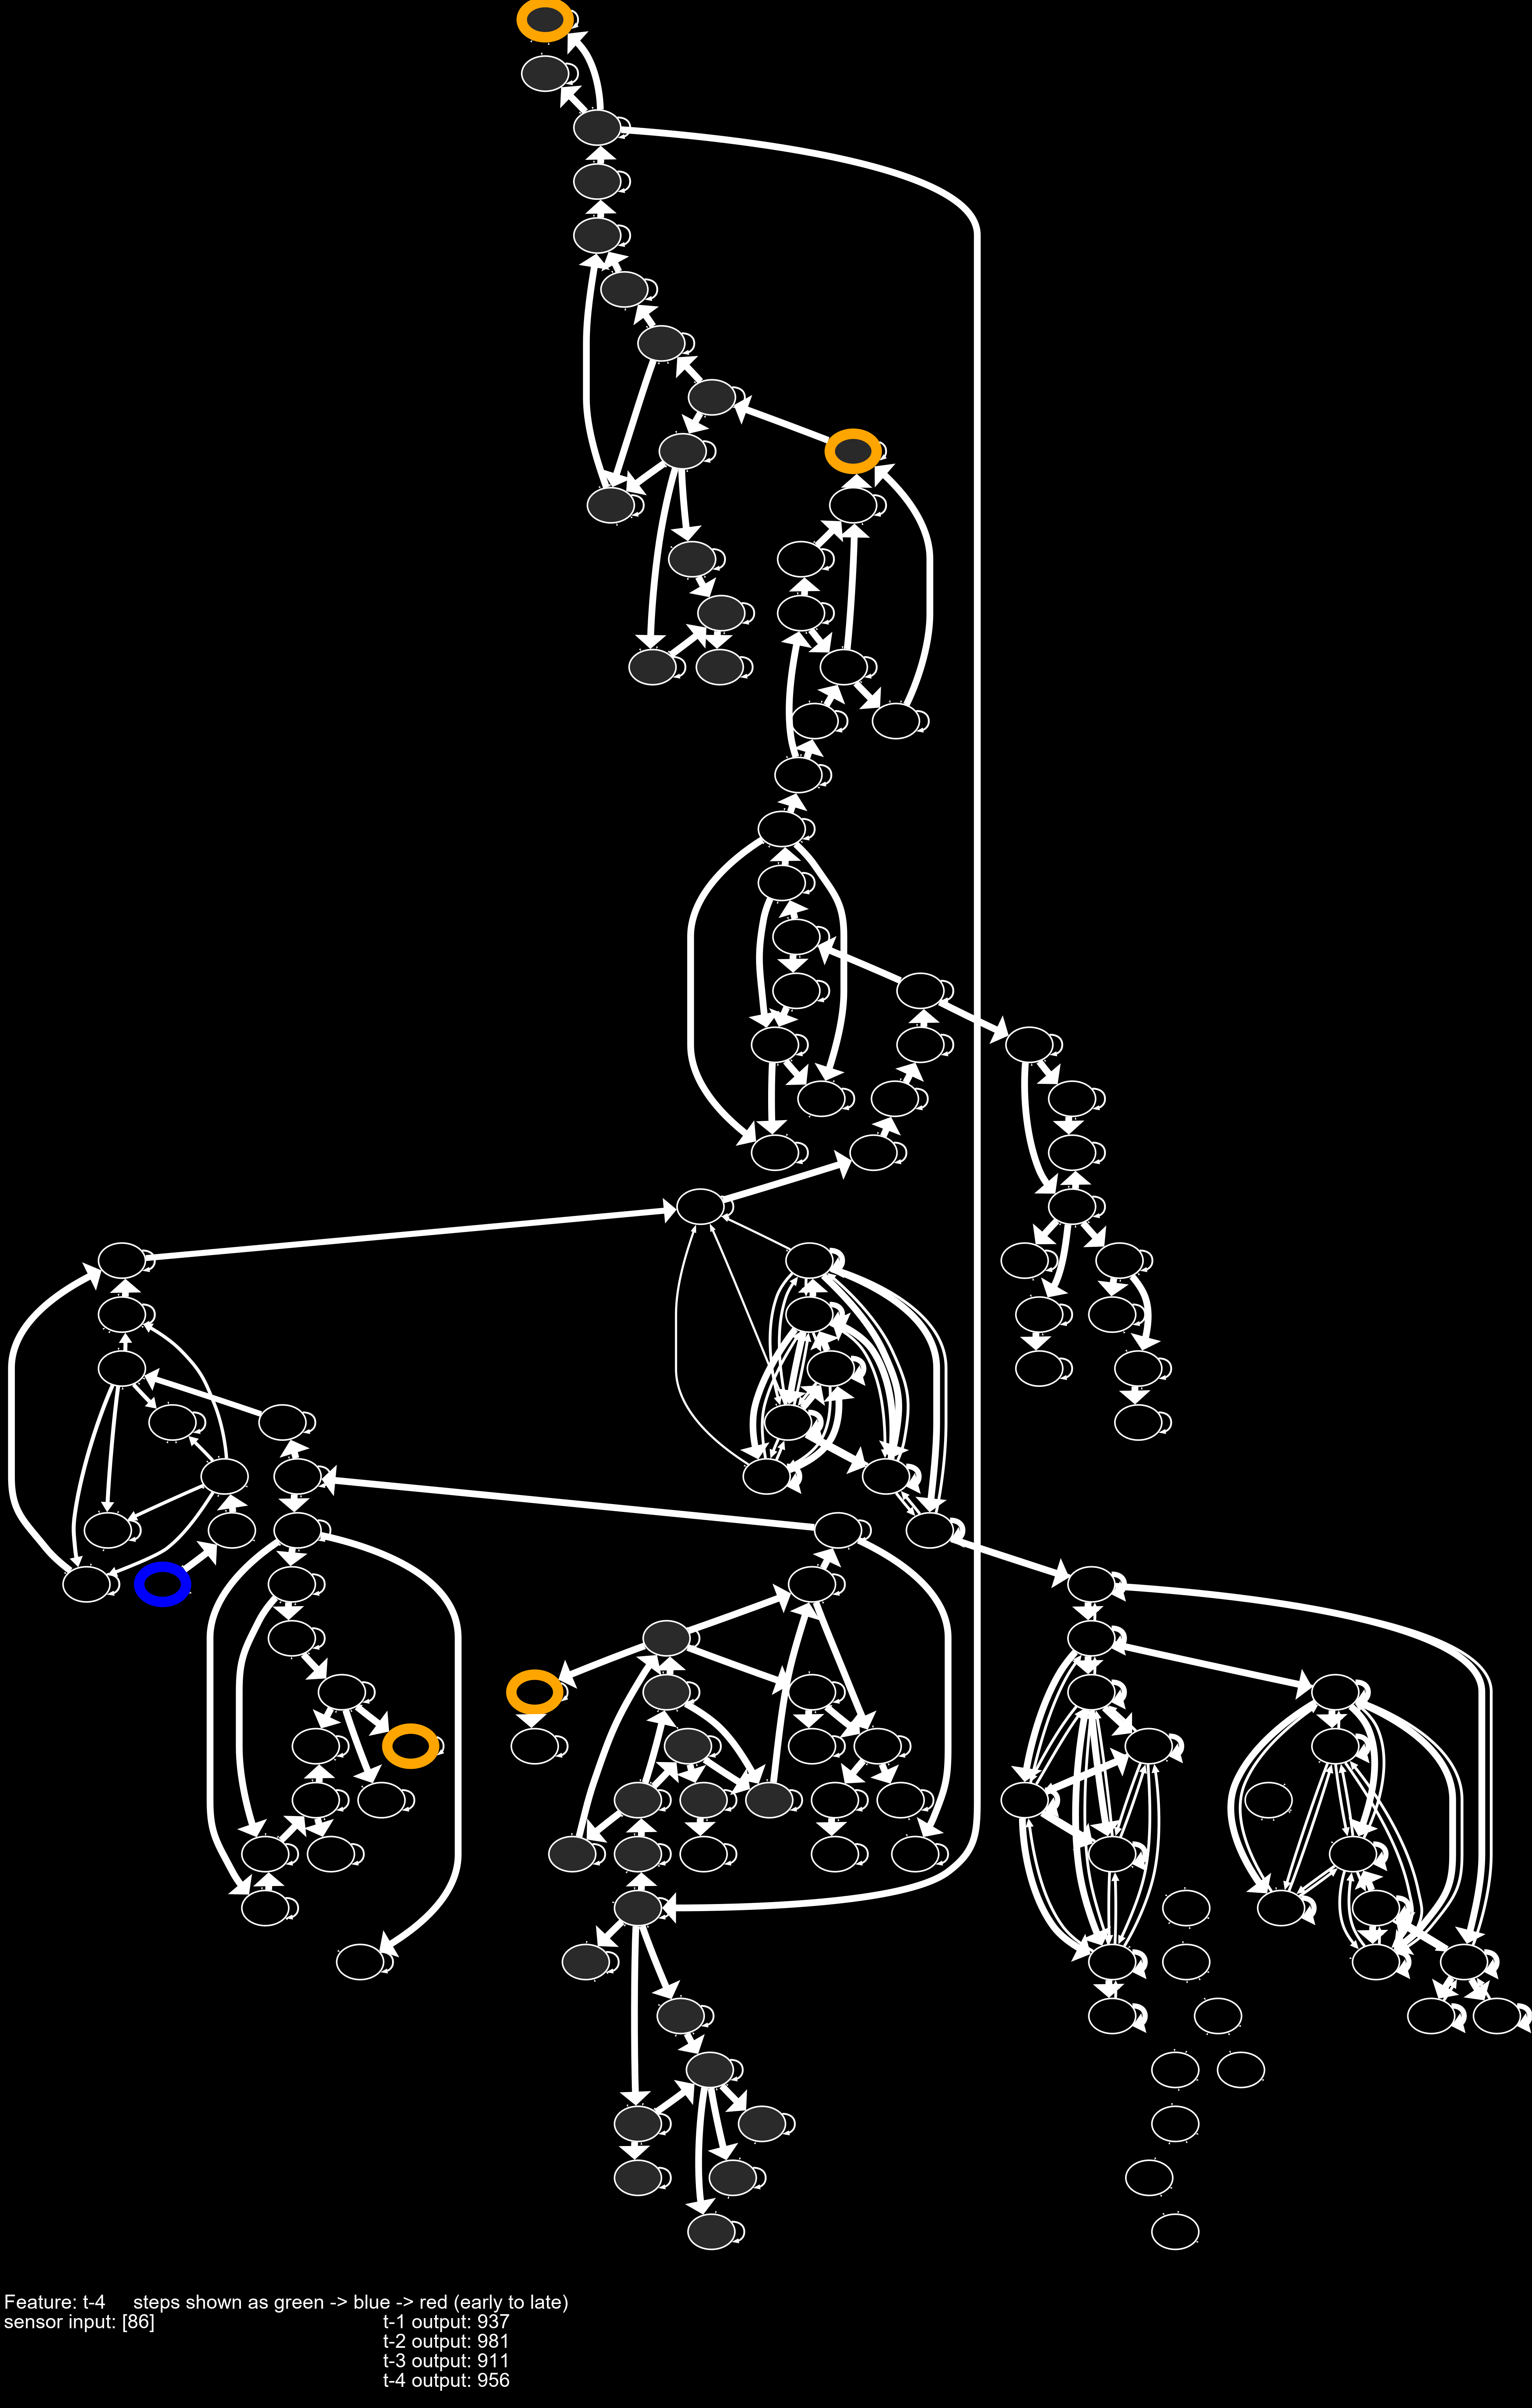 Feature: t-4 steps shown as green -> blue -> red (early to late)
sensor input: [86] t-1 output: 937
t-2 output: 981
t-3 output: 911
t-4 output: 956